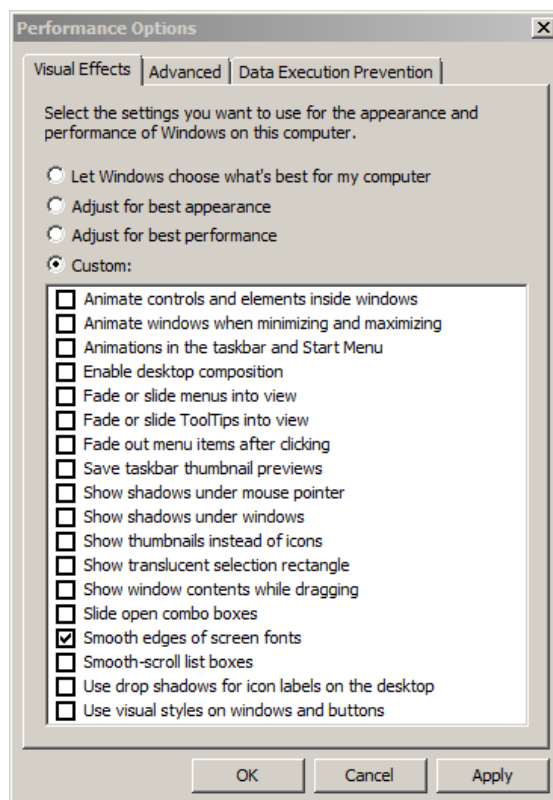 Performance Options
Visual Effects
Advanced
Data Execution Prevention
Select the settings you want to use for the appearance and
performance of Windows on this computer.
Let Windows choose what's best for my computer
Adjust for best appearance
Adjust for best performance
Custom:
Animate controls and elements inside windows
Animate windows when minimizing and maximizing
Animations in the taskbar and Start Menu
Enable desktop composition
Fade or slide menus into view
Fade or slide ToolTips into view
Fade out menu items after clicking
Save taskbar thumbnail previews
Show shadows under mouse pointer
Show shadows under windows
Show thumbnails instead of icons
Show translucent selection rectangle
Show window contents while dragging
Slide open combo boxes
Smooth edges of screen fonts
Smooth-scroll list boxes
Use drop shadows for icon labels on the desktop
Use visual styles on windows and buttons
OK
Cancel
Apply